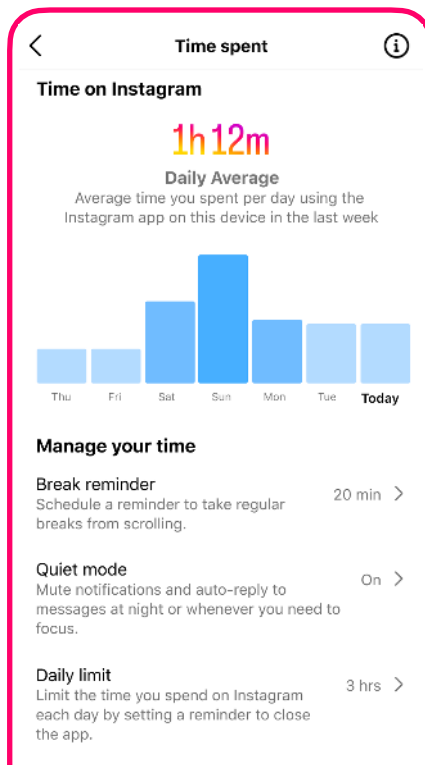 Time spent
Time on Instagram
1h 12m
Daily Average
Average time you spent per day using the
Instagram app on this device in the last week
Thu Fri Sat Sun Mon Tue Today
Manage your time
Break reminder
Schedule a reminder to take regular
breaks from scrolling.
20 min
Quiet mode
Mute notifications and auto-reply to
messages at night or whenever you need to
focus.
On
Daily limit
Limit the time you spend on Instagram
each day by setting a reminder to close
the app.
3 hrs